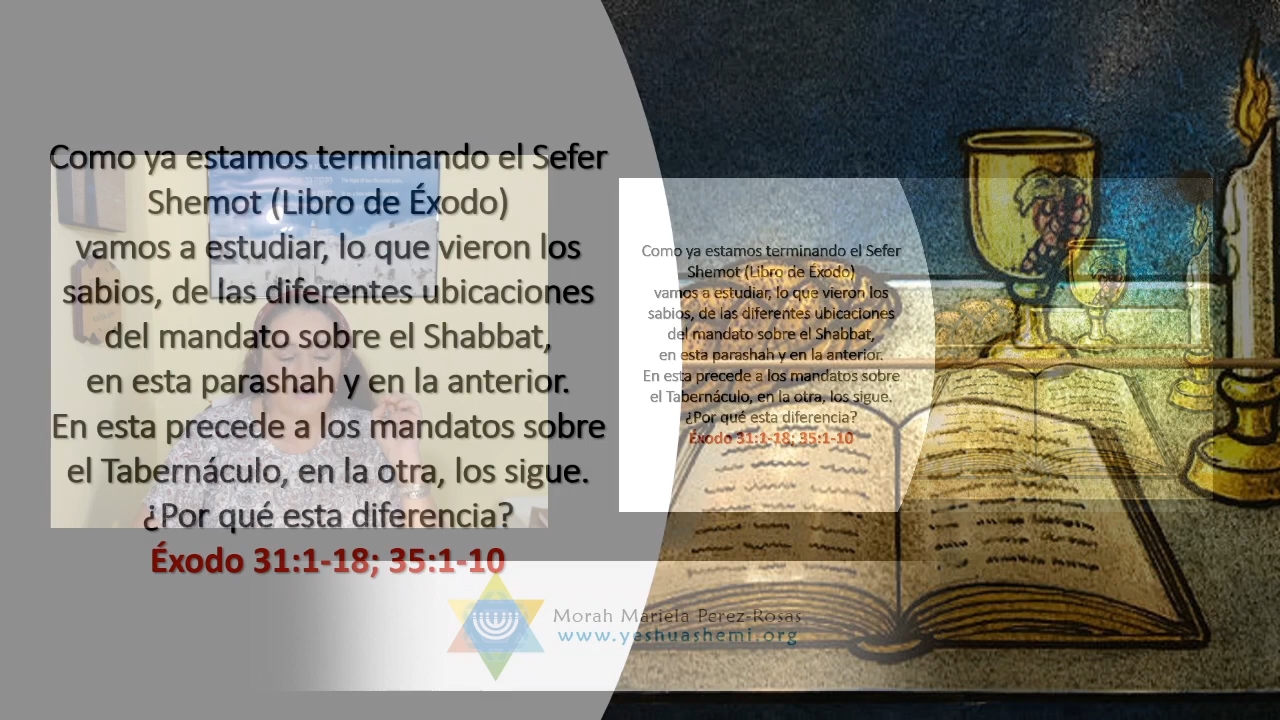 Como ya estamos terminando el Sefer
Shemot (Libro de Éxodo)
vamos a estudiar, lo que vieron los
sabios, de las diferentes ubicaciones
del mandato sobre el Shabbat,
en esta parashah y en la anterior.
En esta precede a los mandatos sobre
el Tabernáculo, en la otra, los sigue.
¿Por qué esta diferencia?
Éxodo 31:1-18; 35:1-10
Como ya estamos terminando el Sefer
Shemot (Libro de Éxodo)
vamos a estudiar, lo que vieron los
sabios, de las diferentes ubicaciones
del mandato sobre el Shabbat,
en esta parashah y en la anterior.
En esta precede a los mandatos sobre
el Tabernáculo, en la otra, los sigue.
¿Por qué esta diferencia?
Éxodo 31:1-18; 35:1-10
Morah Mariela Perez-Rosas
www.yeshuashemi.org